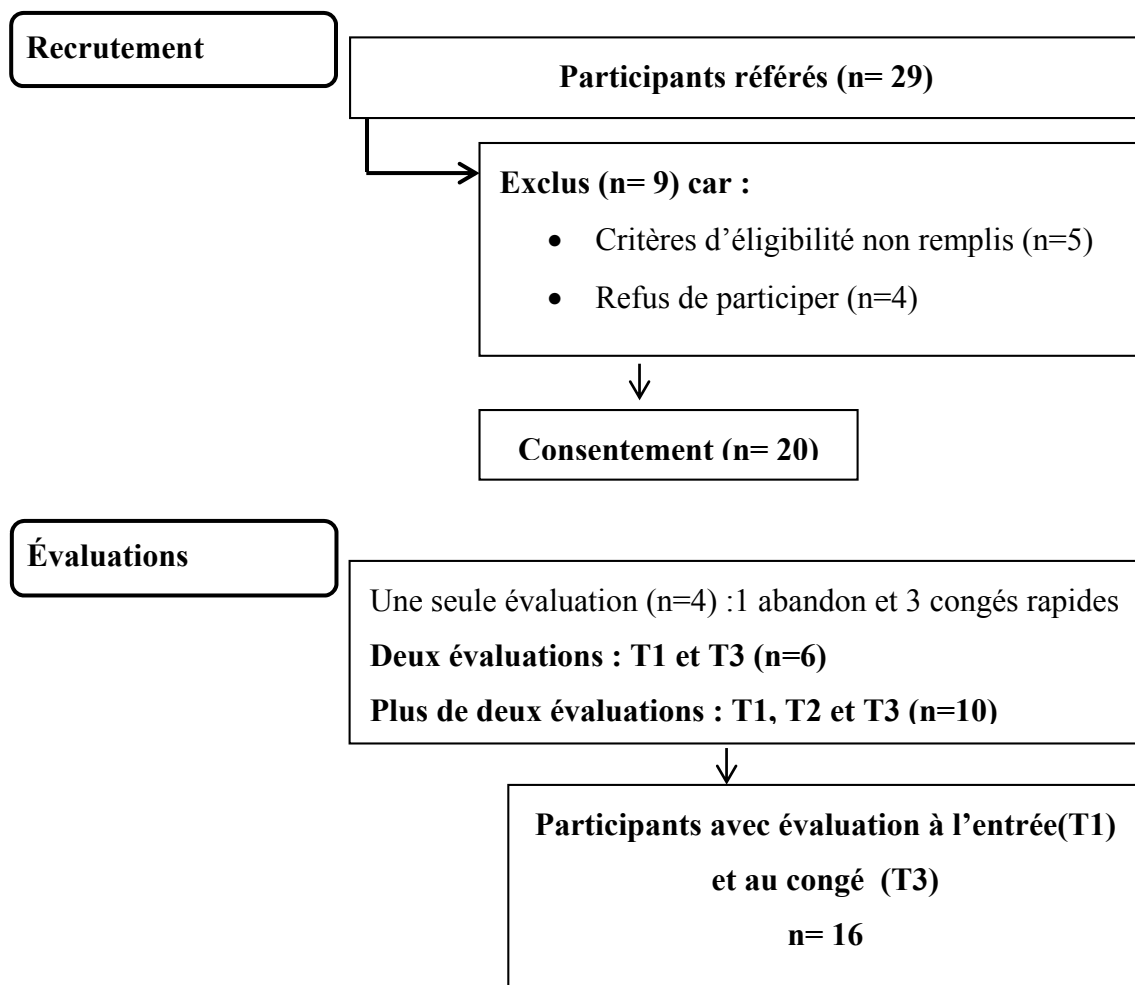 Recrutement
Participants référés (n= 29)
Exclus (n= 9) car :
• Critères d’éligibilité non remplis (n=5)
• Refus de participer (n=4)
Consentement (n= 20)
Évaluations
Une seule évaluation (n=4) :1 abandon et 3 congés rapides
Deux évaluations : T1 et T3 (n=6)
Plus de deux évaluations : T1, T2 et T3 (n=10)
Participants avec évaluation à l’entrée(T1)
et au congé (T3)
n= 16